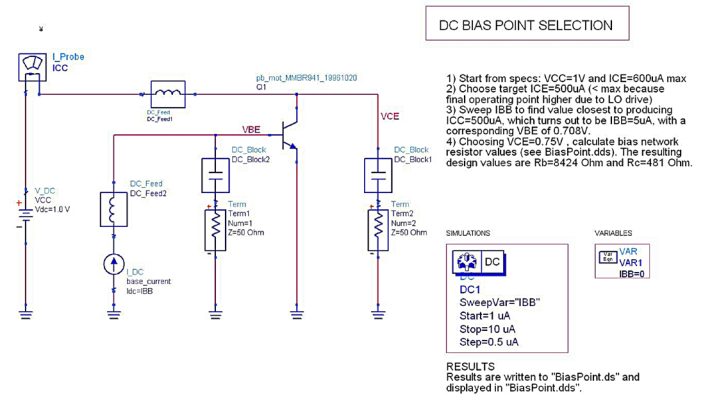 DC BIAS POINT SELECTION
I_Probe
ICC
pb_mot_MMBR941_19961020
Q1
DC_Feed
DC_Feed1
VCE
VBE
DC_Block
DC_Block2
DC_Block
DC_Block1
V_DC
VCC
Vdc=1.0 V
DC_Feed
DC_Feed2
Term
Term1
Num=1
Z=50 Ohm
Term
Term2
Num=2
Z=50 Ohm
I_DC
base_current
Idc=IBB
1) Start from specs: VCC=1V and ICE=600uA max
2) Choose target ICE=500uA (< max because
final operating point higher due to LO drive)
3) Sweep IBB to find value closest to producing
ICC=500uA, which turns out to be IBB=5uA, with a
corresponding VBE of 0.708V.
4) Choosing VCE=0.75V , calculate bias network
resistor values (see BiasPoint.dds). The resulting
design values are Rb=8424 Ohm and Rc=481 Ohm.
SIMULATIONS
DC
DC
DC1
SweepVar="IBB"
Start=1 uA
Stop=10 uA
Step=0.5 uA
VARIABLES
Var
Eqn
VAR
VAR1
IBB=0
RESULTS
Results are written to "BiasPoint.ds" and
displayed in "BiasPoint.dds".